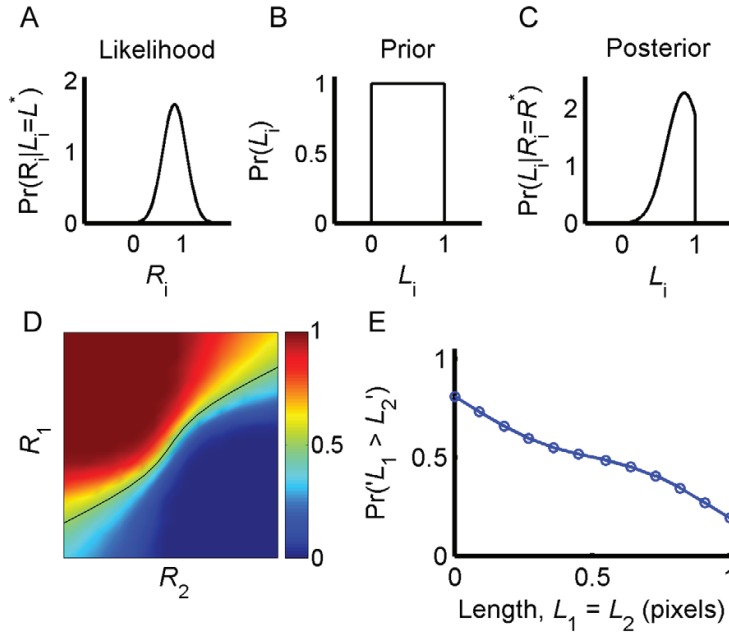 A
Likelihood
Pr(R_i|L_i=L^*)
2
1
0
0 1
R_i
B
Prior
Pr(L_i)
1
0.5
0
0 1
L_i
C
Posterior
Pr(L_i|R_i=R^*)
2
1
0
0 1
L_i
D
R_1
R_2
1
0.5
0
E
Pr('L_1 > L_2')
1
0.5
0
0 0.5 1
Length, L_1 = L_2 (pixels)